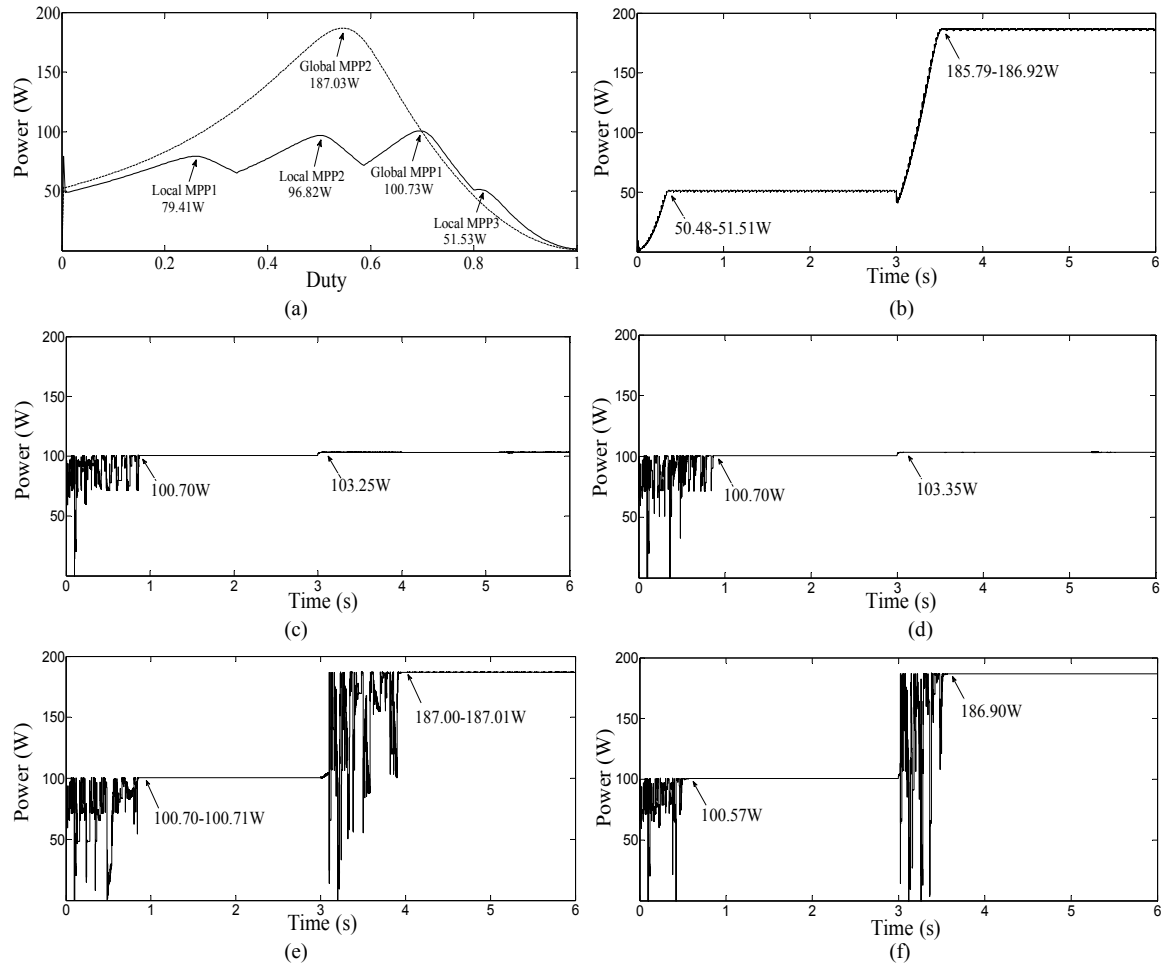 200
150
100
50
0
Power (W)
Global MPP2
187.03W
Local MPP1
79.41W
Local MPP2
96.82W
Global MPP1
100.73W
Local MPP3
51.53W
0 0.2 0.4 0.6 0.8 1
Duty
(a)
200
150
100
50
Power (W)
185.79-186.92W
50.48-51.51W
0 1 2 3 4 5 6
Time (s)
(b)
200
150
100
50
Power (W)
100.70W
103.25W
0 1 2 3 4 5 6
Time (s)
(c)
200
150
100
50
Power (W)
100.70W
103.35W
0 1 2 3 4 5 6
Time (s)
(d)
200
150
100
50
Power (W)
187.00-187.01W
100.70-100.71W
0 1 2 3 4 5 6
Time (s)
(e)
200
150
100
50
Power (W)
186.90W
100.57W
0 1 2 3 4 5 6
Time (s)
(f)